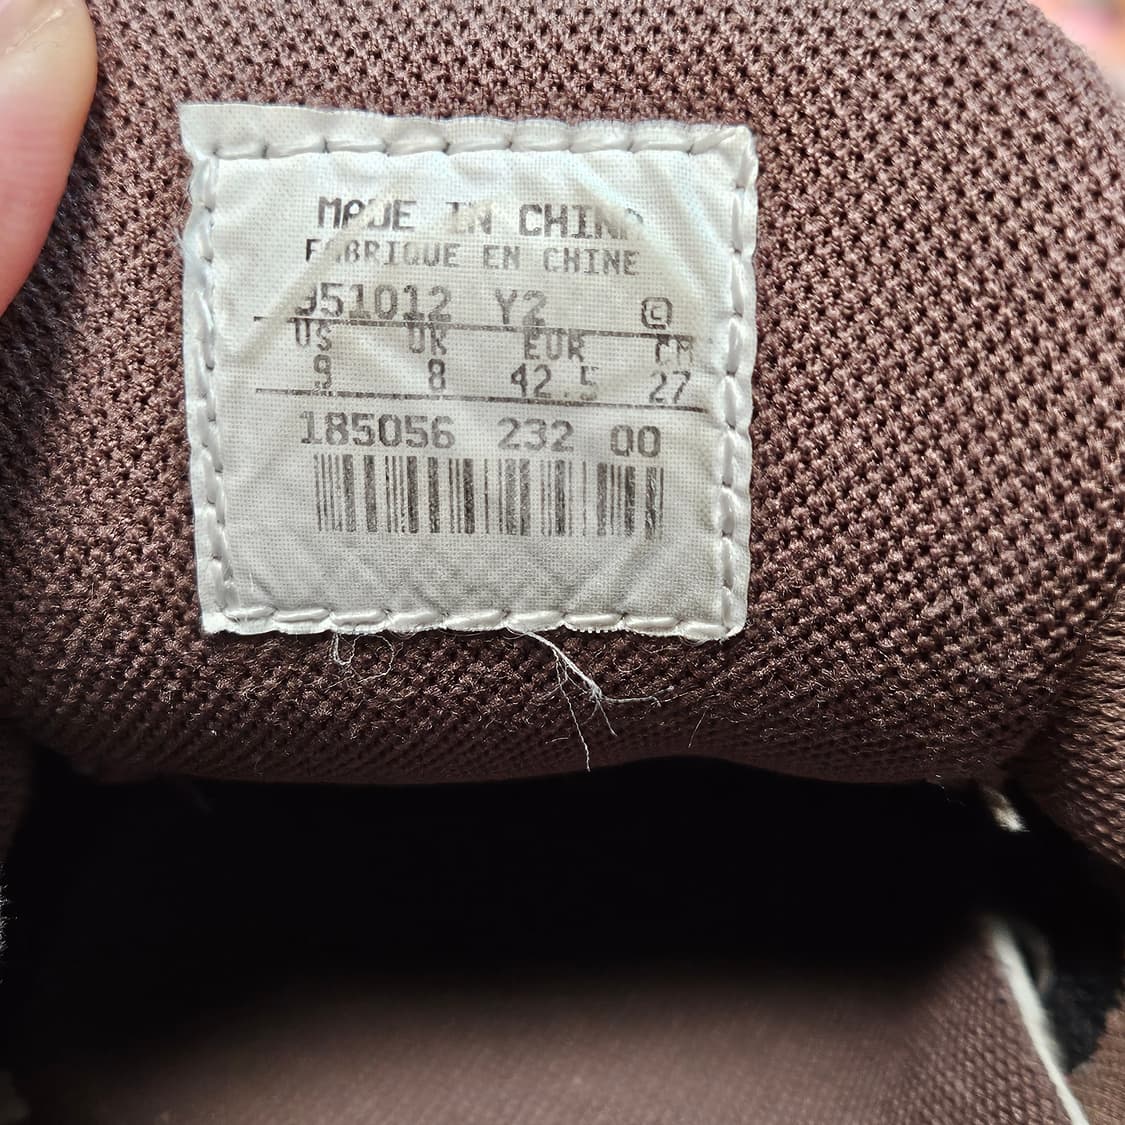 MADE IN CHINA
FABRIQUE EN CHINE
951012 Y2 C
US UK EUR CM
9 8 42.5 27
185056 232 00